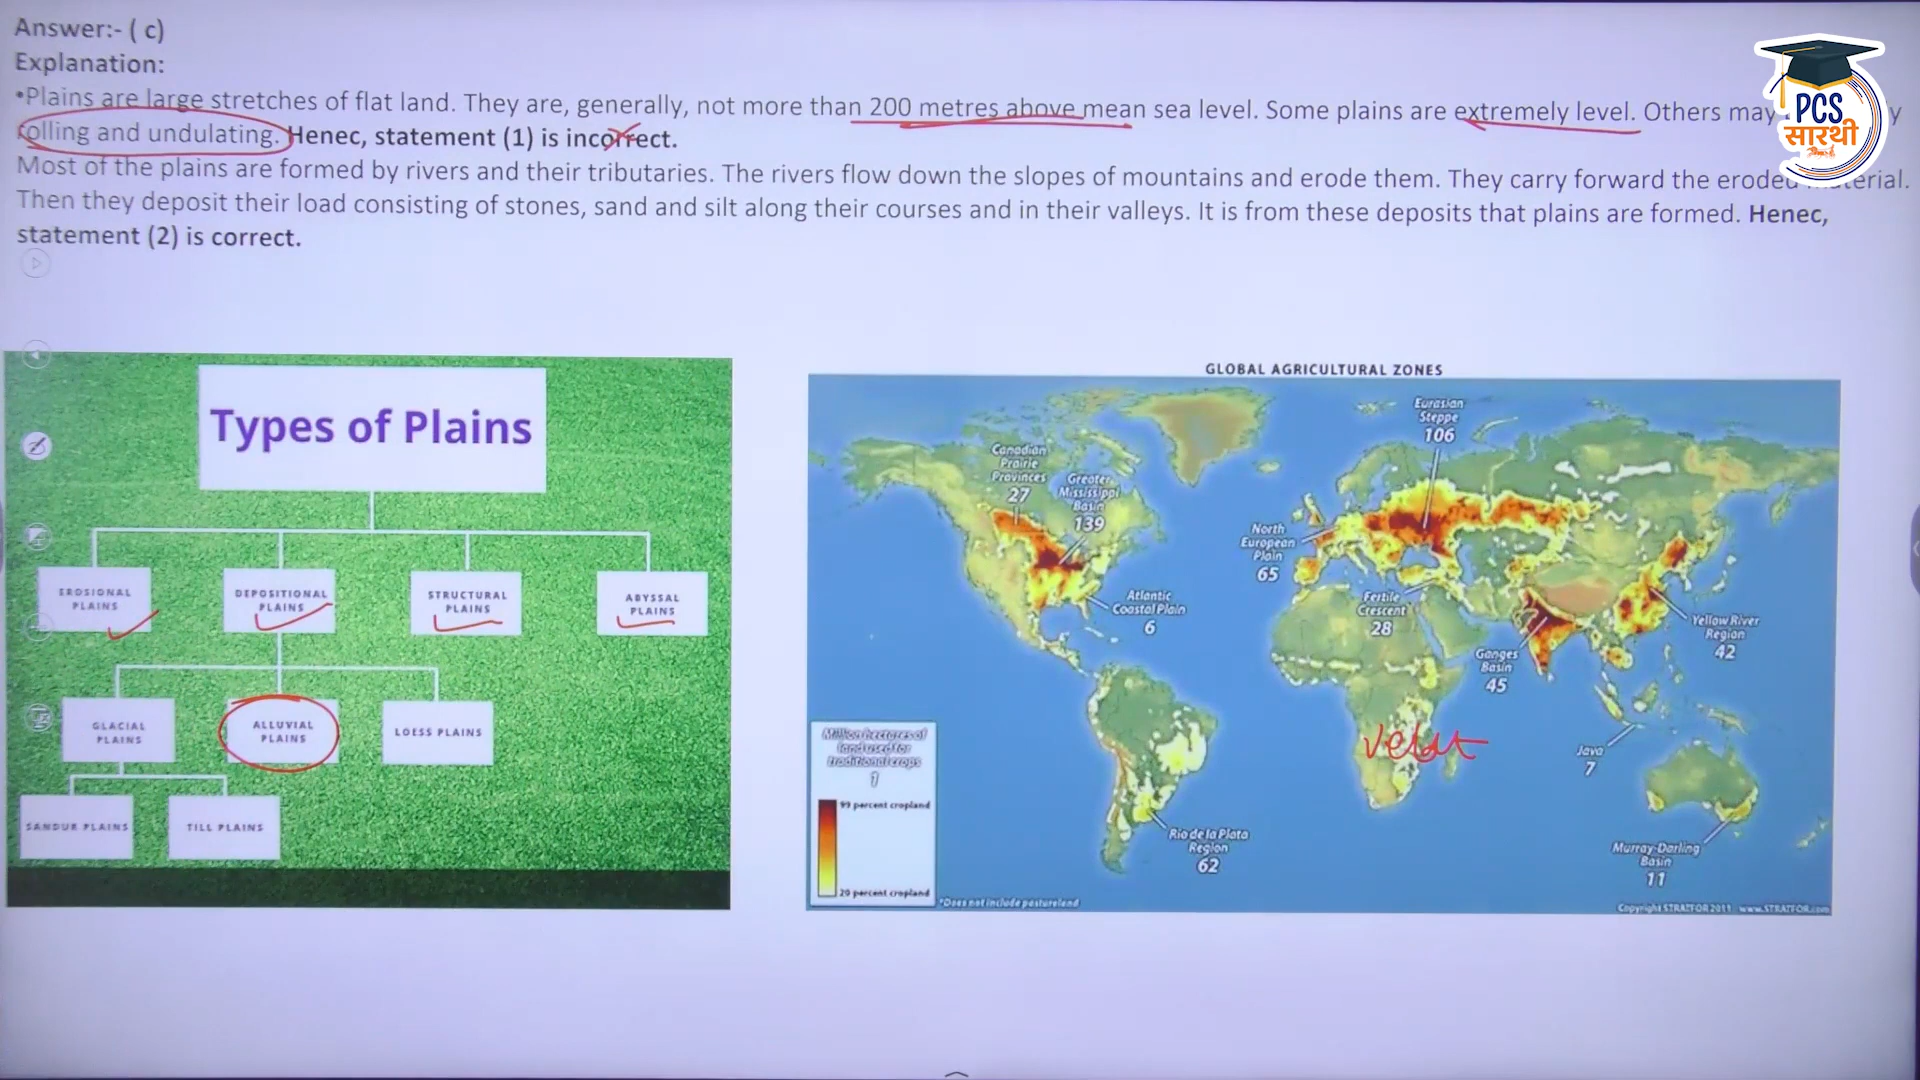 Answer:- ( c)
Explanation:
•Plains are large stretches of flat land. They are, generally, not more than 200 metres above mean sea level. Some plains are extremely level. Others may
rolling and undulating. Henec, statement (1) is incorrect.
Most of the plains are formed by rivers and their tributaries. The rivers flow down the slopes of mountains and erode them. They carry forward the eroded
Then they deposit their load consisting of stones, sand and silt along their courses and in their valleys. It is from these deposits that plains are formed. Henec,
statement (2) is correct.
PCS
सारथी
Types of Plains
EROSIONAL
PLAINS
DEPOSITIONAL
PLAINS
STRUCTURAL
PLAINS
ABYSSAL
PLAINS
GLACIAL
PLAINS
ALLUVIAL
PLAINS
LOESS PLAINS
SANDUR PLAINS
TILL PLAINS
GLOBAL AGRICULTURAL ZONES
Eurasian
Steppe
106
Canadian
Prairie
Provinces
27
Greater
Mississippi
Basin
139
North
European
Plain
65
Atlantic
Coastal Plain
6
Fertile
Crescent
28
Yellow River
Region
42
Ganges
Basin
45
veldt
Java
7
Rio de la Plata
Region
62
Murray-Darling
Basin
11
Million hectares of
land used for
traditional crops
1
99 percent cropland
20 percent cropland
*Does not include pastureland
Copyright STRATFOR 2011 www.STRATFOR.com